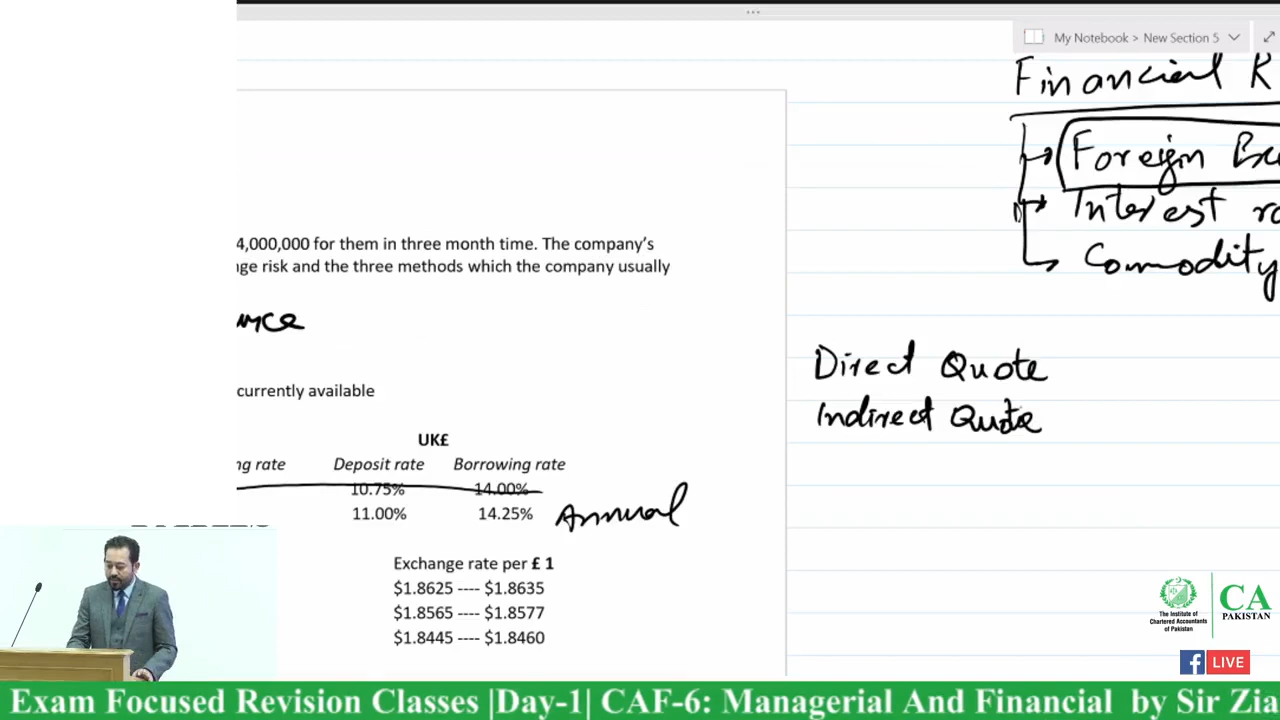 My Notebook > New Section 5
Financial R
Foreign
Interest
Commodity
4,000,000 for them in three month time. The company's
ge risk and the three methods which the company usually
Direct Quote
Indirect Quote
currently available
UK£
ng rate Deposit rate Borrowing rate
10.75% 14.00%
11.00% 14.25% Annual
Exchange rate per £ 1
$1.8625 ---- $1.8635
$1.8565 ---- $1.8577
$1.8445 ---- $1.8460
The Institute of
Chartered Accountants
of Pakistan
CA
PAKISTAN
f LIVE
Exam Focused Revision Classes |Day-1| CAF-6: Managerial And Financial by Sir Zia